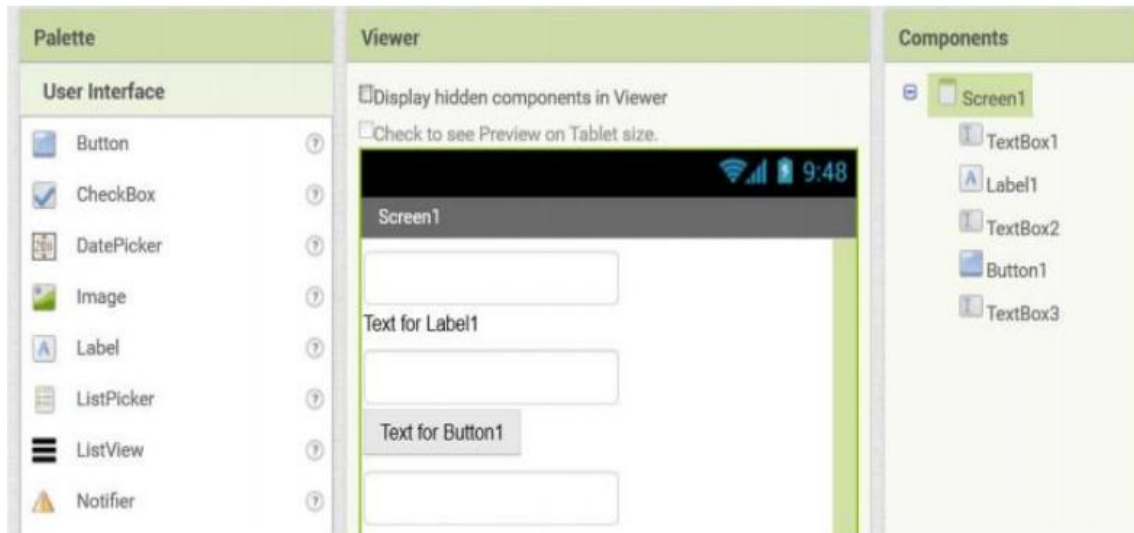 Palette
User Interface
Button
CheckBox
DatePicker
Image
Label
ListPicker
ListView
Notifier
Viewer
Display hidden components in Viewer
Check to see Preview on Tablet size.
9:48
Screen1
Text for Label1
Text for Button1
Components
Screen1
TextBox1
Label1
TextBox2
Button1
TextBox3